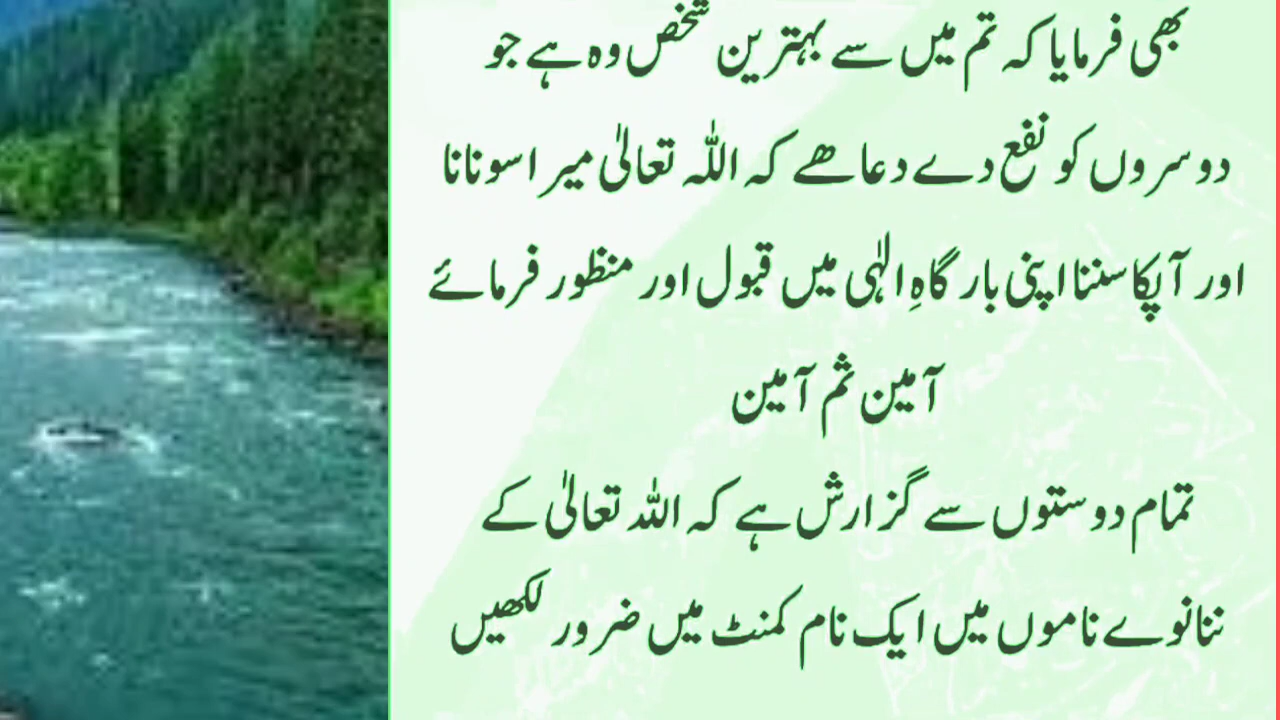 بھی فرمایا کہ تم میں سے بہترین شخص وہ ہے جو
دوسروں کو نفع دے دعا ھے کہ اللہ تعالیٰ میرا سونانا
اور آپکا سننا اپنی بار گاہِ الٰہی میں قبول اور منظور فرمائے
آمین ثم آمین
تمام دوستوں سے گزارش ہے کہ اللہ تعالیٰ کے
ننانوے ناموں میں ایک نام کمنٹ میں ضرور لکھیں